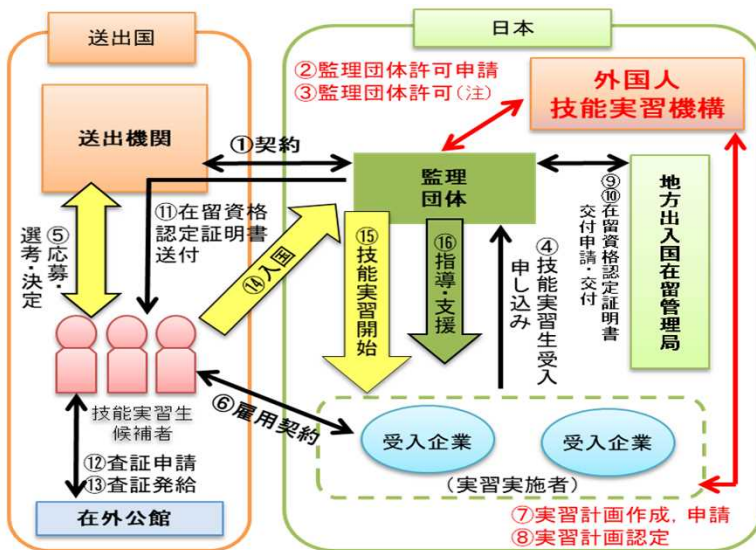 送出国
日本
②監理団体許可申請
③監理団体許可(注)
外国人
技能実習機構
送出機関
①契約
監理
団体
⑪在留資格
認定証明書
送付
⑤応募・
選考・決定
⑭入国
⑮技能実習開始
⑯指導・支援
④技能実習生受入
申し込み
⑨⑩在留資格認定証明書
交付申請・交付
地方出入国在留管理局
技能実習生
候補者
⑥雇用契約
受入企業
受入企業
(実習実施者)
⑫査証申請
⑬査証発給
在外公館
⑦実習計画作成,申請
⑧実習計画認定